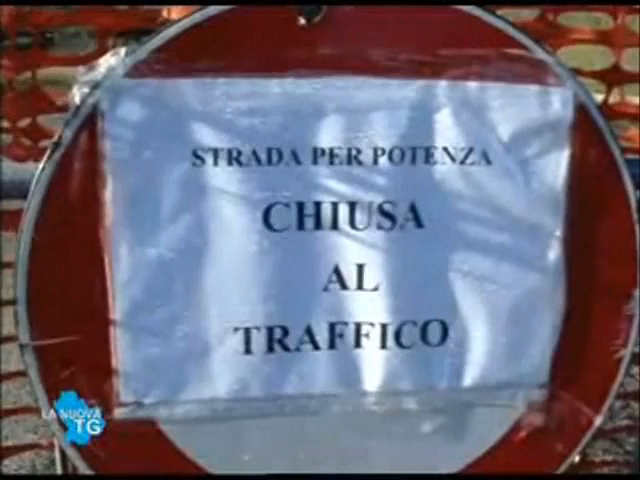 STRADA PER POTENZA
CHIUSA
AL
TRAFFICO
LA NUOVA
TG